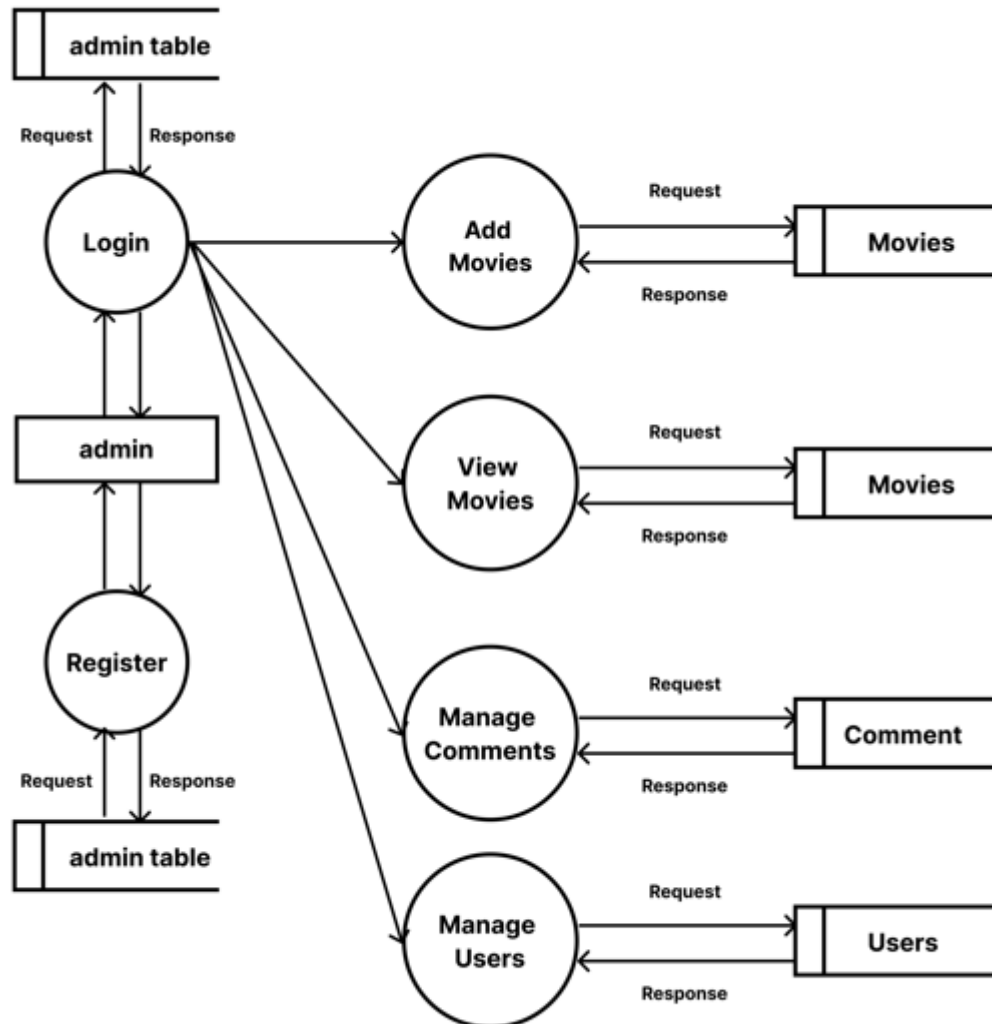 admin table
Request
Response
Login
admin
Register
Request
Response
admin table
Add
Movies
Request
Response
Movies
View
Movies
Request
Response
Movies
Manage
Comments
Request
Response
Comment
Manage
Users
Request
Response
Users